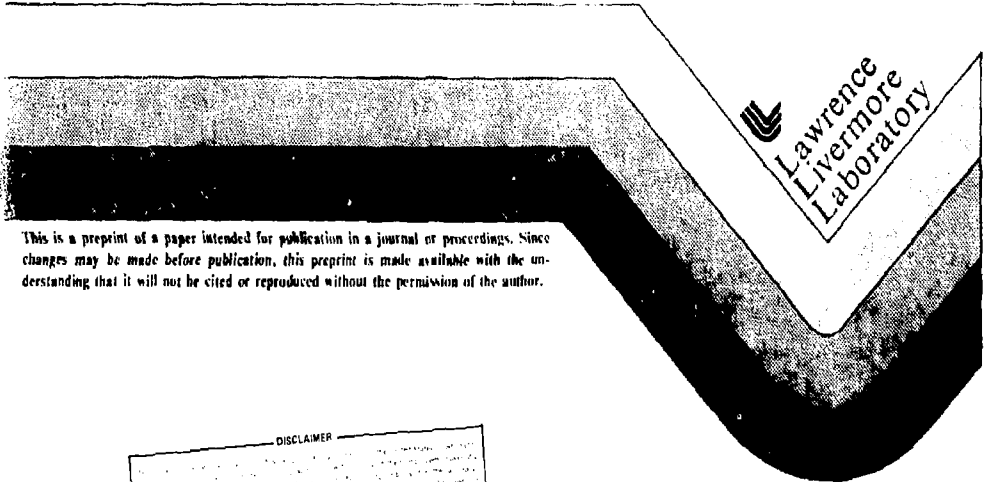 Lawrence
Livermore
Laboratory
This is a preprint of a paper intended for publication in a journal or proceedings. Since
changes may be made before publication, this preprint is made available with the un-
derstanding that it will not be cited or reproduced without the permission of the author.
DISCLAIMER